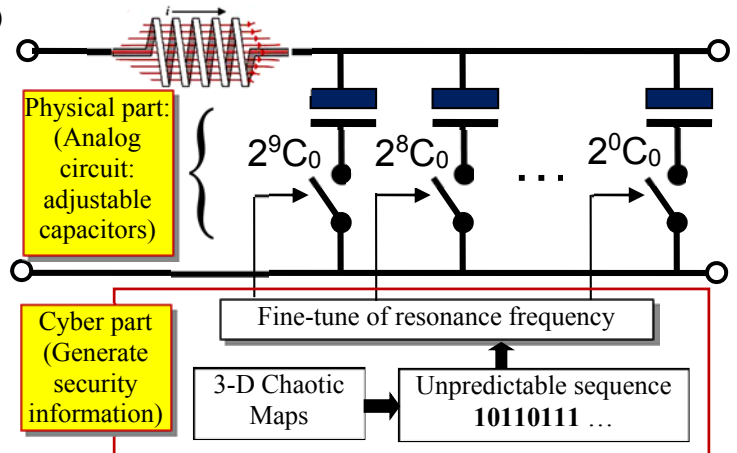 )
i
Physical part:
(Analog
circuit:
adjustable
capacitors)
2⁹C₀ 2⁸C₀ ... 2⁰C₀
Fine-tune of resonance frequency
Cyber part
(Generate
security
information)
3-D Chaotic
Maps
Unpredictable sequence
10110111 ...